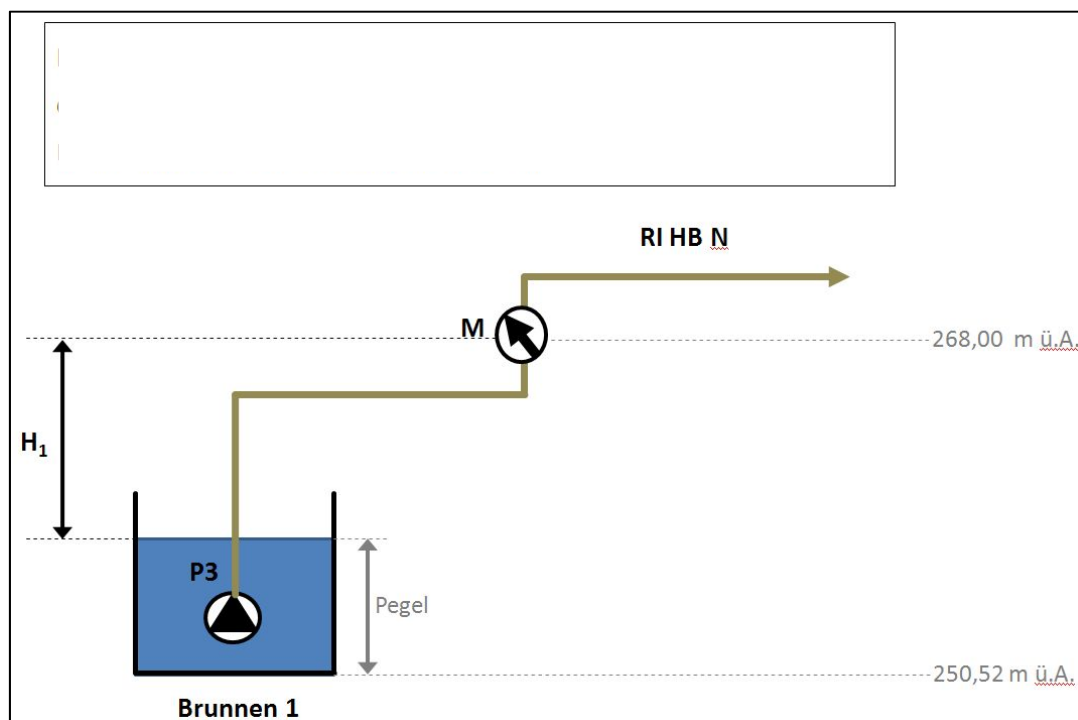 RI HB N
M
268,00 m ü.A.
H₁
P3
Pegel
250,52 m ü.A.
Brunnen 1